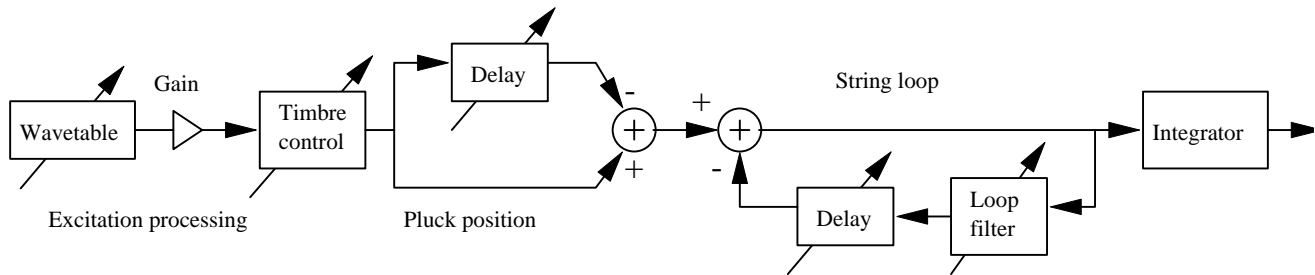 Wavetable
Gain
Timbre
control
Delay
-
+
+
+
+
-
String loop
Delay
Loop
filter
Integrator
Excitation processing
Pluck position